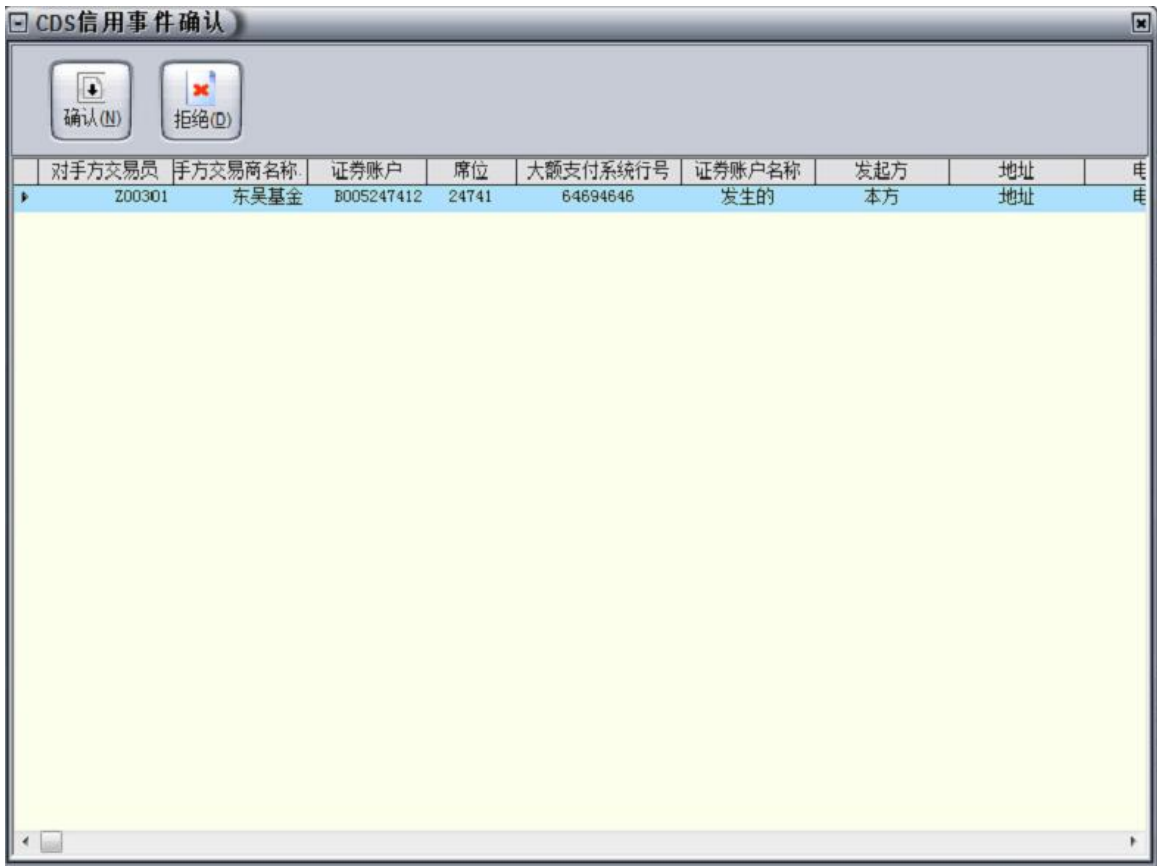 CDS信用事件确认
确认(N) 拒绝(D)
对手方交易员 手方交易商名称. 证券账户 席位 大额支付系统行号 证券账户名称 发起方 地址 电
Z00301 东吴基金 B005247412 24741 64694646 发生的 本方 地址 电